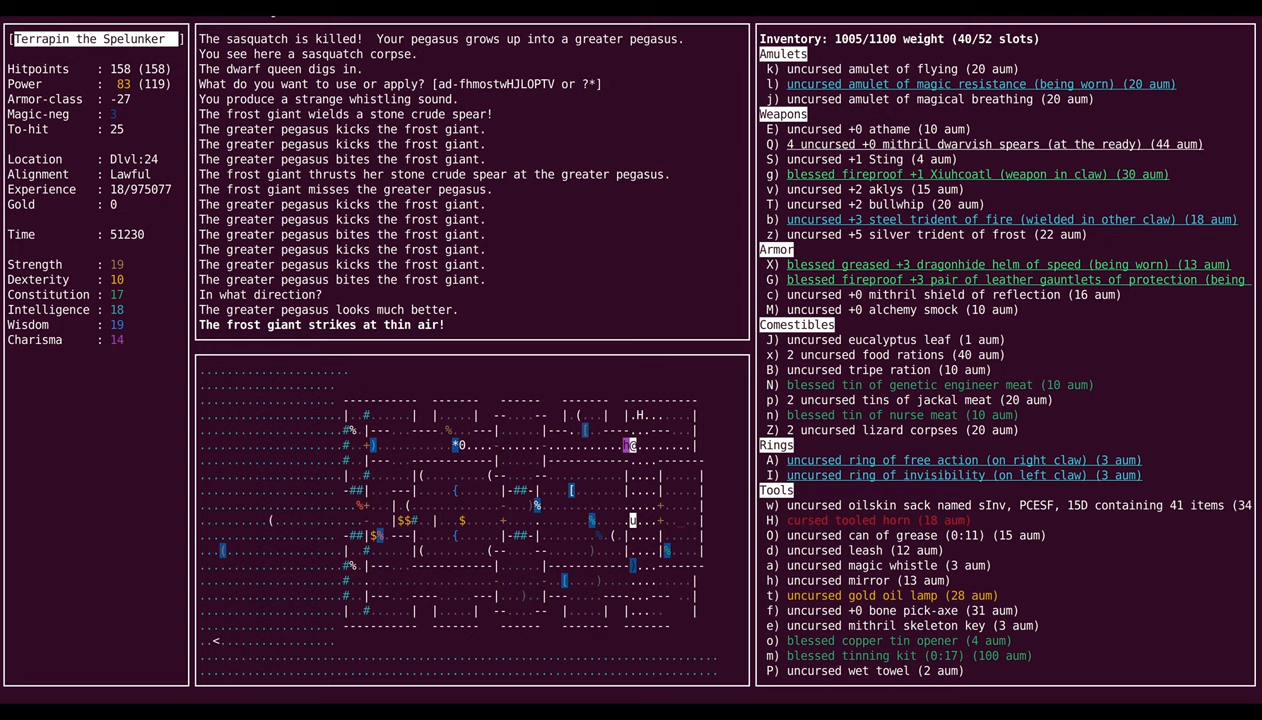 [Terrapin the Spelunker ]
Hitpoints : 158 (158)
Power : 83 (119)
Armor-class : -27
Magic-neg : 3
To-hit : 25
Location : Dlvl:24
Alignment : Lawful
Experience : 18/975077
Gold : 0
Time : 51230
Strength : 19
Dexterity : 10
Constitution : 17
Intelligence : 18
Wisdom : 19
Charisma : 14
The sasquatch is killed!  Your pegasus grows up into a greater pegasus.
You see here a sasquatch corpse.
The dwarf queen digs in.
What do you want to use or apply? [ad-fhmostwHJLOPTV or ?*]
You produce a strange whistling sound.
The frost giant wields a stone crude spear!
The greater pegasus kicks the frost giant.
The greater pegasus kicks the frost giant.
The greater pegasus bites the frost giant.
The frost giant thrusts her stone crude spear at the greater pegasus.
The frost giant misses the greater pegasus.
The greater pegasus kicks the frost giant.
The greater pegasus kicks the frost giant.
The greater pegasus bites the frost giant.
The greater pegasus kicks the frost giant.
The greater pegasus kicks the frost giant.
The greater pegasus bites the frost giant.
In what direction?
The greater pegasus looks much better.
The frost giant strikes at thin air!
Inventory: 1005/1100 weight (40/52 slots)
Amulets
k) uncursed amulet of flying (20 aum)
l) uncursed amulet of magic resistance (being worn) (20 aum)
j) uncursed amulet of magical breathing (20 aum)
Weapons
E) uncursed +0 athame (10 aum)
Q) 4 uncursed +0 mithril dwarvish spears (at the ready) (44 aum)
S) uncursed +1 Sting (4 aum)
g) blessed fireproof +1 Xiuhcoatl (weapon in claw) (30 aum)
v) uncursed +2 aklys (15 aum)
T) uncursed +2 bullwhip (20 aum)
b) uncursed +3 steel trident of fire (wielded in other claw) (18 aum)
z) uncursed +5 silver trident of frost (22 aum)
Armor
X) blessed greased +3 dragonhide helm of speed (being worn) (13 aum)
G) blessed fireproof +3 pair of leather gauntlets of protection (being
c) uncursed +0 mithril shield of reflection (16 aum)
M) uncursed +0 alchemy smock (10 aum)
Comestibles
J) uncursed eucalyptus leaf (1 aum)
x) 2 uncursed food rations (40 aum)
B) uncursed tripe ration (10 aum)
N) blessed tin of genetic engineer meat (10 aum)
p) 2 uncursed tins of jackal meat (20 aum)
n) blessed tin of nurse meat (10 aum)
Z) 2 uncursed lizard corpses (20 aum)
Rings
A) uncursed ring of free action (on right claw) (3 aum)
I) uncursed ring of invisibility (on left claw) (3 aum)
Tools
w) uncursed oilskin sack named sInv, PCESF, 15D containing 41 items (34
H) cursed tooled horn (18 aum)
O) uncursed can of grease (0:11) (15 aum)
d) uncursed leash (12 aum)
a) uncursed magic whistle (3 aum)
h) uncursed mirror (13 aum)
t) uncursed gold oil lamp (28 aum)
f) uncursed +0 bone pick-axe (31 aum)
e) uncursed mithril skeleton key (3 aum)
o) blessed copper tin opener (4 aum)
m) blessed tinning kit (0:17) (100 aum)
P) uncursed wet towel (2 aum)